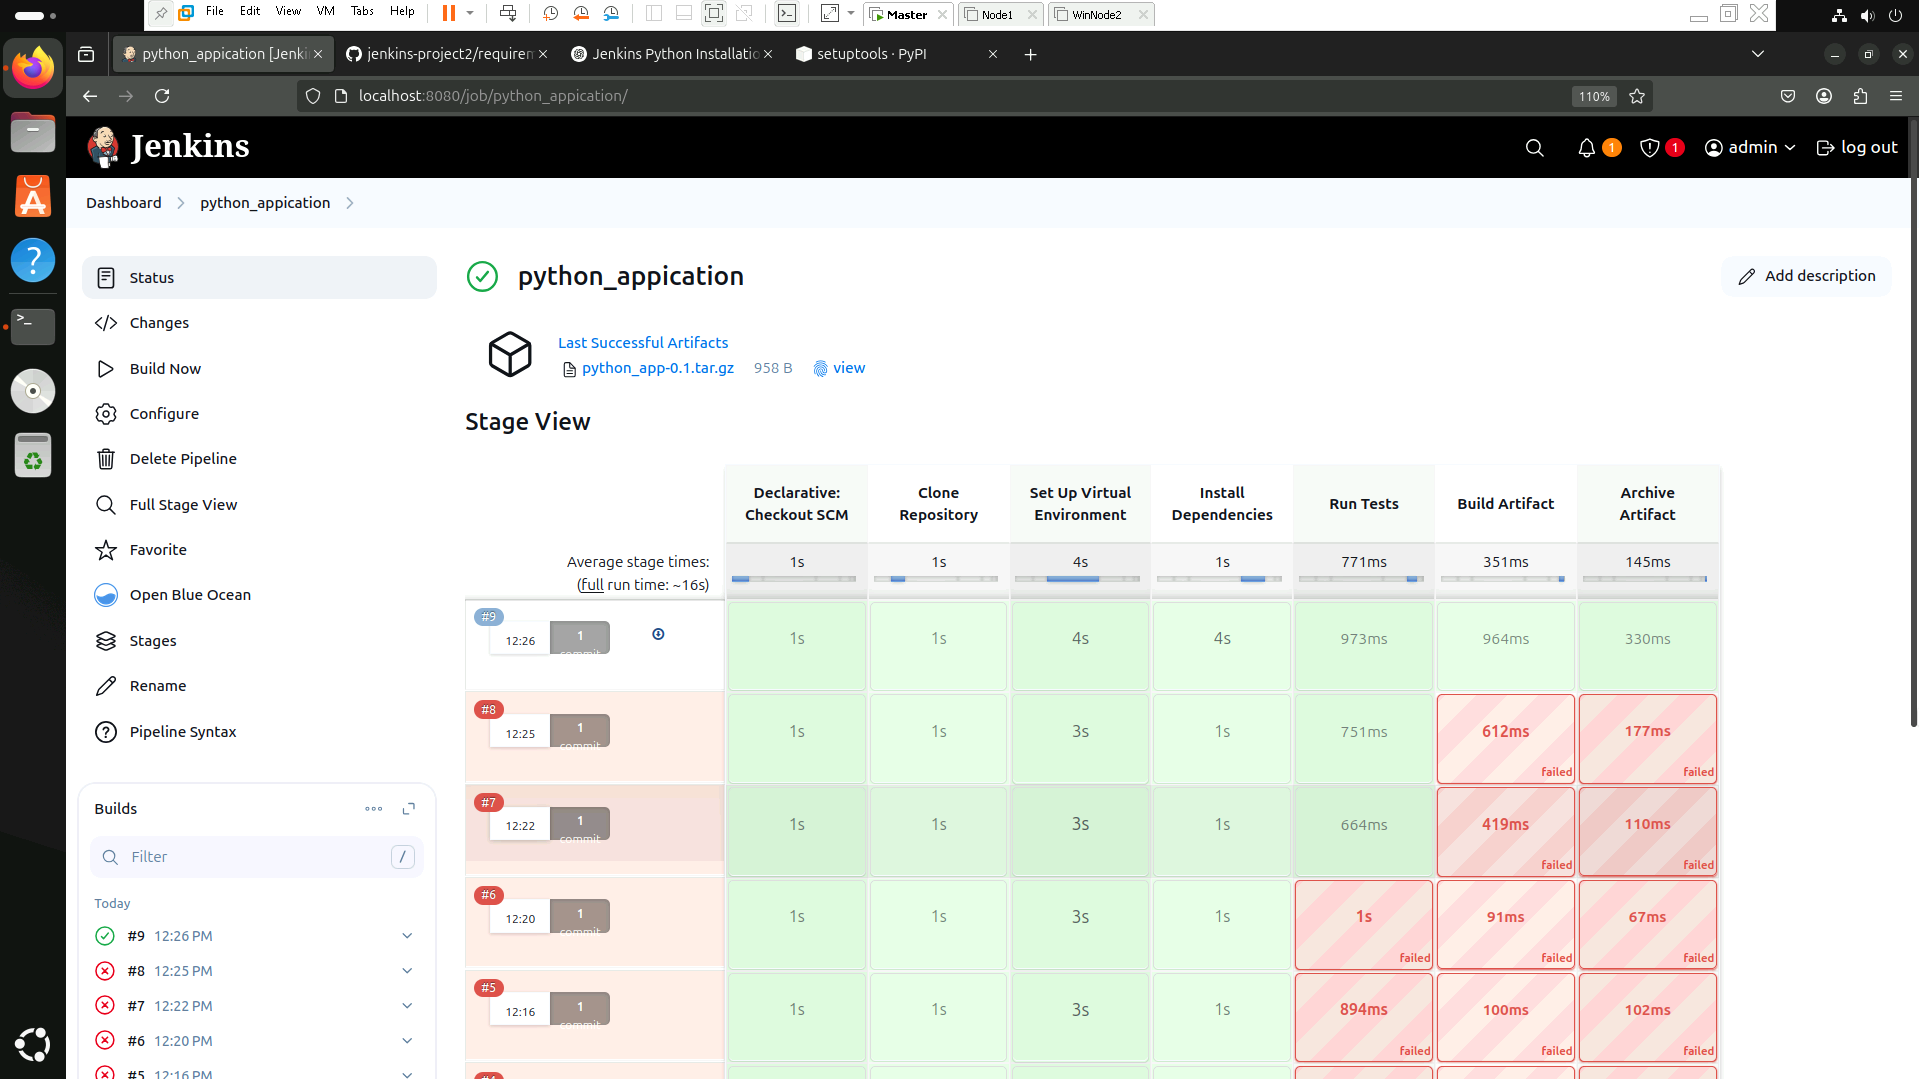 File Edit View VM Tabs Help
Master
Node1
WinNode2
python_appication [Jenki
jenkins-project2/requirem
Jenkins Python Installatio
setuptools · PyPI
localhost:8080/job/python_appication/
110%
Jenkins
1
1
admin
log out
Dashboard
python_appication
Status
Changes
Build Now
Configure
Delete Pipeline
Full Stage View
Favorite
Open Blue Ocean
Stages
Rename
Pipeline Syntax
Builds
Filter
/
Today
#9 12:26 PM
#8 12:25 PM
#7 12:22 PM
#6 12:20 PM
#5 12:16 PM
python_appication
Add description
Last Successful Artifacts
python_app-0.1.tar.gz 958 B view
Stage View
Declarative: Checkout SCM
Clone Repository
Set Up Virtual Environment
Install Dependencies
Run Tests
Build Artifact
Archive Artifact
Average stage times:
(full run time: ~16s)
1s 1s 4s 1s 771ms 351ms 145ms
#9
12:26
1 commit
1s 1s 4s 4s 973ms 964ms 330ms
#8
12:25
1 commit
1s 1s 3s 1s 751ms 612ms 177ms
failed failed
#7
12:22
1 commit
1s 1s 3s 1s 664ms 419ms 110ms
failed failed
#6
12:20
1 commit
1s 1s 3s 1s 1s 91ms 67ms
failed failed failed
#5
12:16
1 commit
1s 1s 3s 1s 894ms 100ms 102ms
failed failed failed